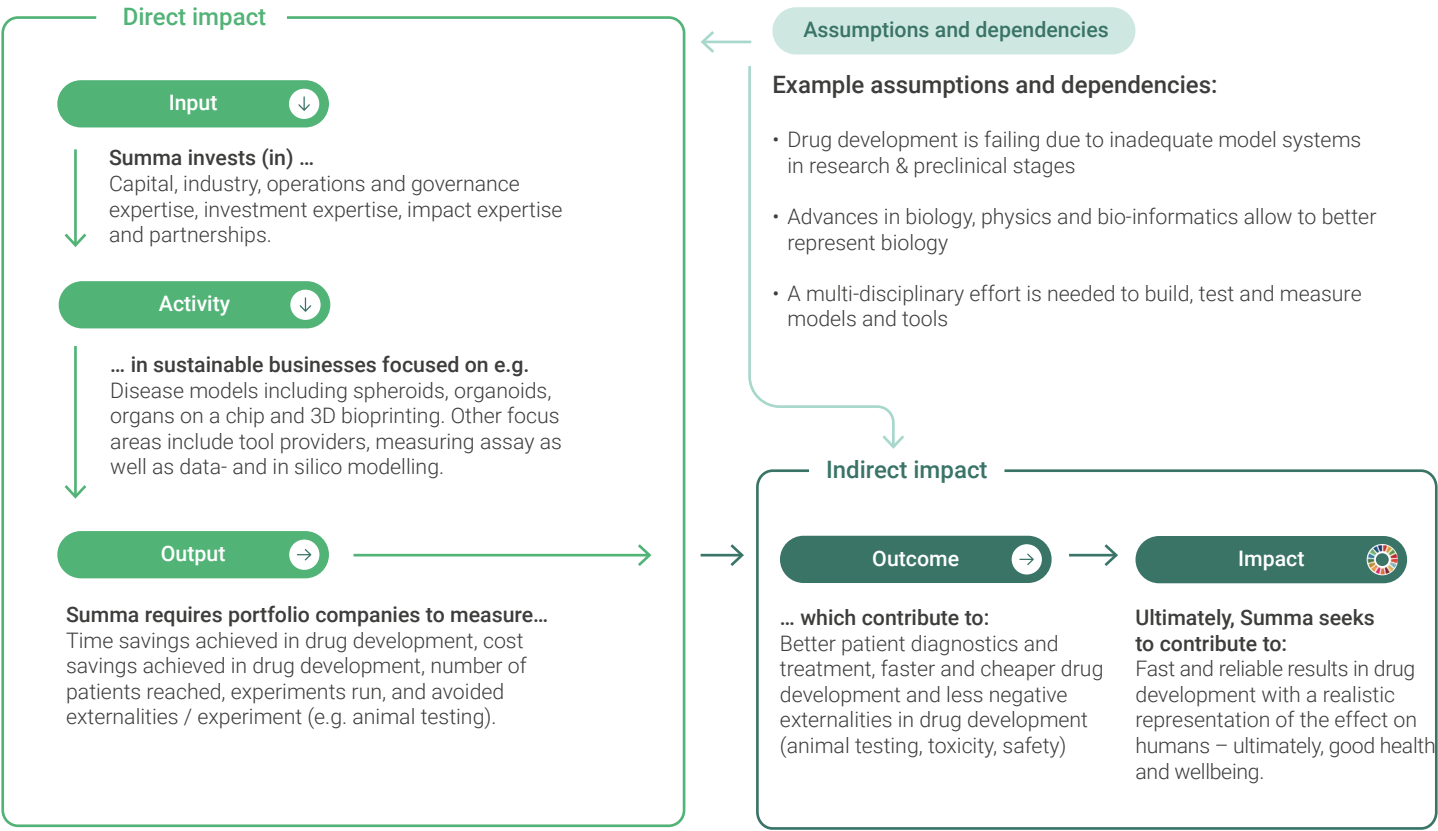 Direct impact
Input
Summa invests (in) …
Capital, industry, operations and governance
expertise, investment expertise, impact expertise
and partnerships.
Activity
… in sustainable businesses focused on e.g.
Disease models including spheroids, organoids,
organs on a chip and 3D bioprinting. Other focus
areas include tool providers, measuring assay as
well as data- and in silico modelling.
Output
Summa requires portfolio companies to measure…
Time savings achieved in drug development, cost
savings achieved in drug development, number of
patients reached, experiments run, and avoided
externalities / experiment (e.g. animal testing).
Assumptions and dependencies
Example assumptions and dependencies:
• Drug development is failing due to inadequate model systems
in research & preclinical stages
• Advances in biology, physics and bio-informatics allow to better
represent biology
• A multi-disciplinary effort is needed to build, test and measure
models and tools
Indirect impact
Outcome
… which contribute to:
Better patient diagnostics and
treatment, faster and cheaper drug
development and less negative
externalities in drug development
(animal testing, toxicity, safety)
Impact
Ultimately, Summa seeks
to contribute to:
Fast and reliable results in drug
development with a realistic
representation of the effect on
humans – ultimately, good health
and wellbeing.